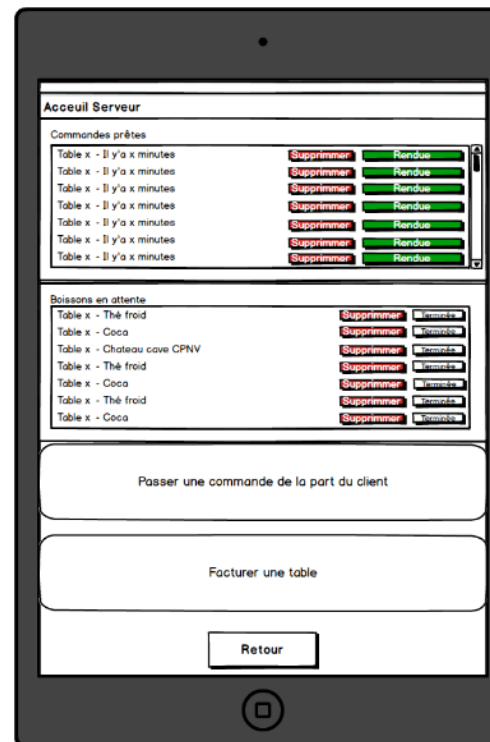 Acceuil Serveur
Commandes prêtes
Table x - Il y'a x minutes Supprimmer Rendue
Table x - Il y'a x minutes Supprimmer Rendue
Table x - Il y'a x minutes Supprimmer Rendue
Table x - Il y'a x minutes Supprimmer Rendue
Table x - Il y'a x minutes Supprimmer Rendue
Table x - Il y'a x minutes Supprimmer Rendue
Table x - Il y'a x minutes Supprimmer Rendue
Boissons en attente
Table x - Thé froid Supprimmer Terminée
Table x - Coca Supprimmer Terminée
Table x - Chateau cave CPNV Supprimmer Terminée
Table x - Thé froid Supprimmer Terminée
Table x - Coca Supprimmer Terminée
Table x - Thé froid Supprimmer Terminée
Table x - Coca Supprimmer Terminée
Passer une commande de la part du client
Facturer une table
Retour